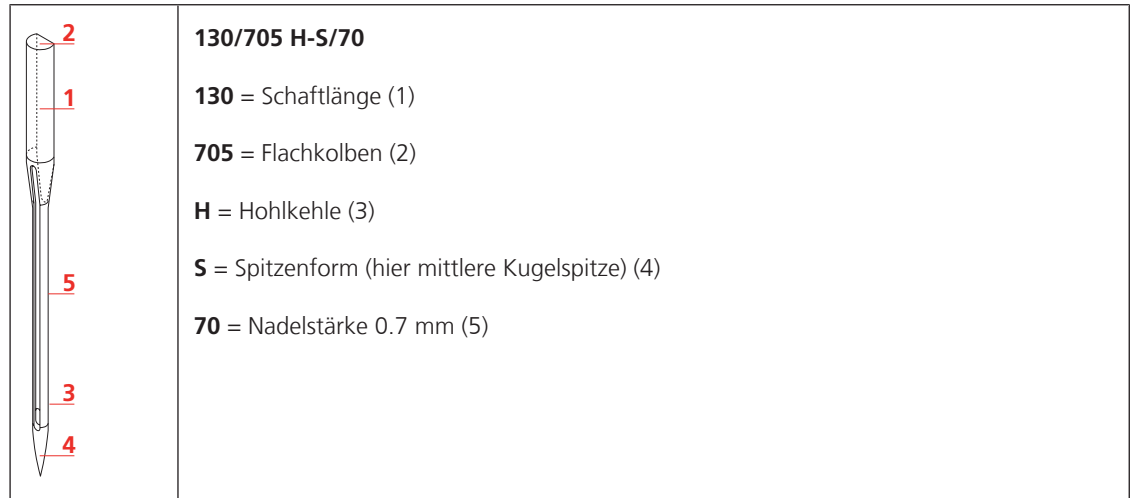 2
1
5
3
4
130/705 H-S/70
130 = Schaftlänge (1)
705 = Flachkolben (2)
H = Hohlkehle (3)
S = Spitzenform (hier mittlere Kugelspitze) (4)
70 = Nadelstärke 0.7 mm (5)